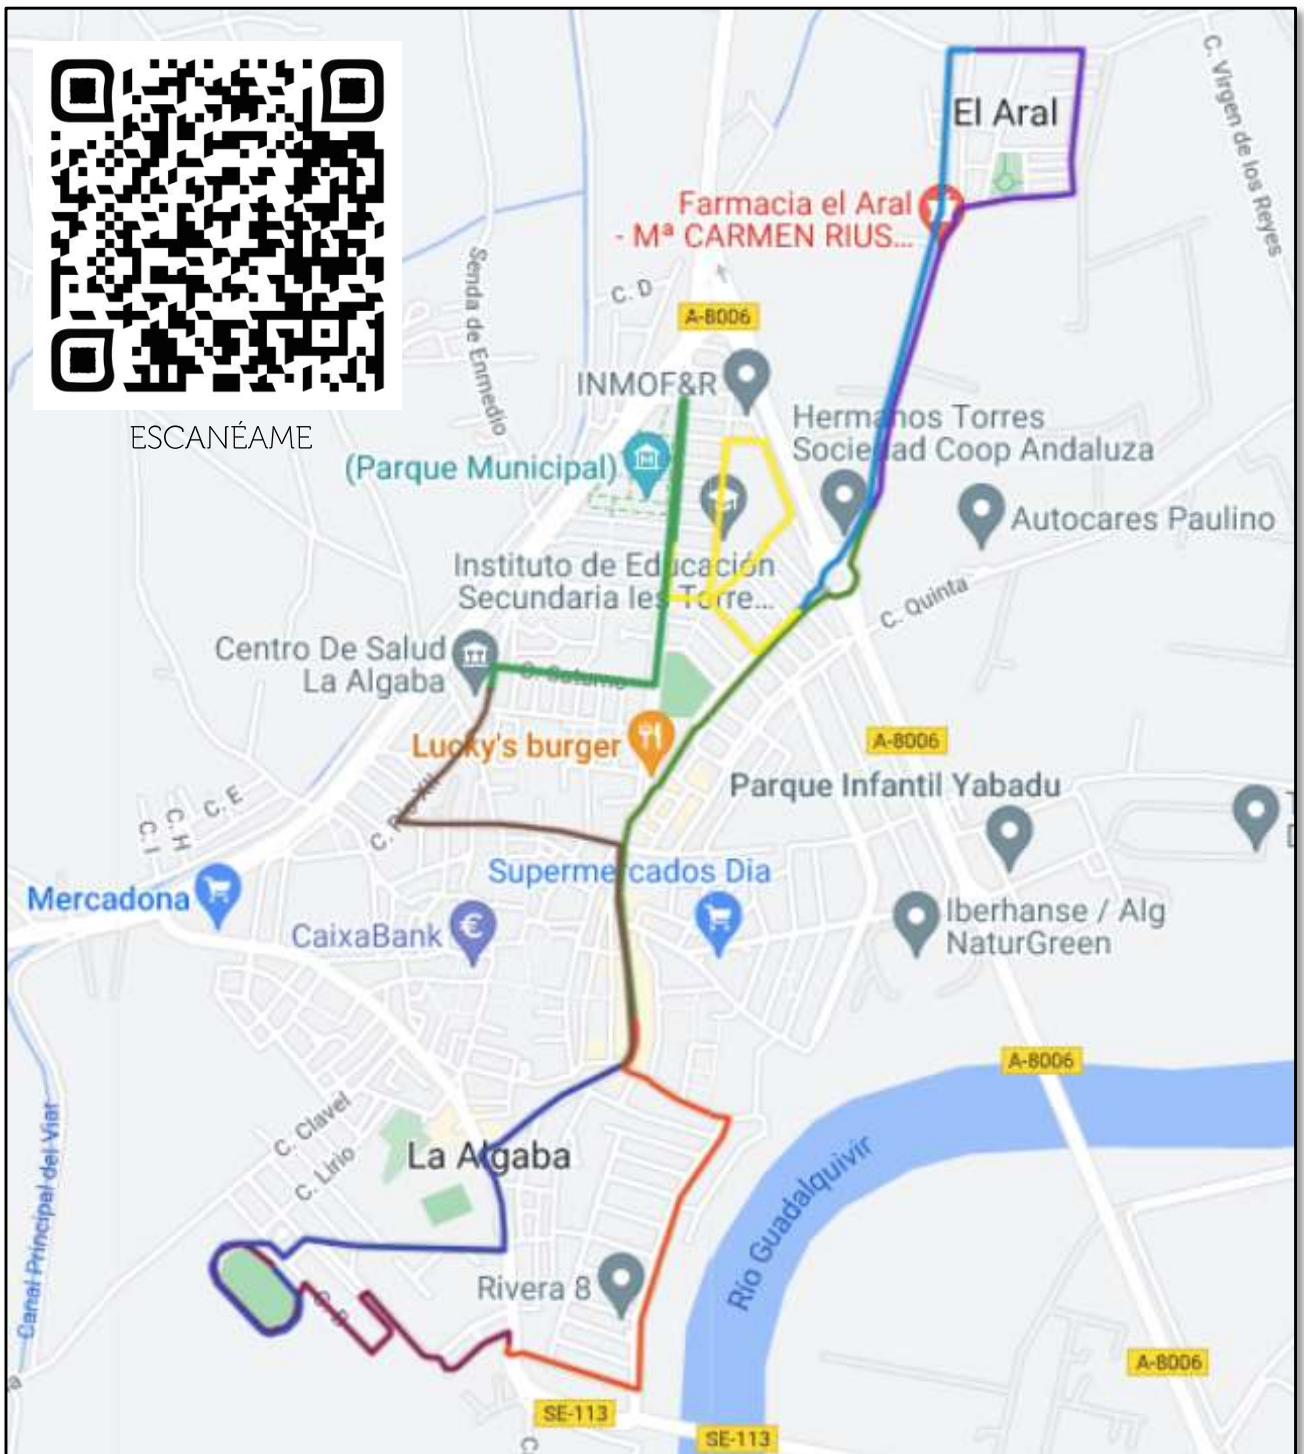 El Aral
C. Virgen de los Reyes
Farmacia el Aral
- Mª CARMEN RIUS...
Senda de Enmedio
C. D
A-8006
INMOF&R
ESCANÉAME
Hermanos Torres
Sociedad Coop Andaluza
(Parque Municipal)
Autocares Paulino
Instituto de Educación
Secundaria Ies Torre...
C. Quinta
Centro De Salud
La Algaba
C. Saturno
Lucky's burger
A-8006
Parque Infantil Yabadu
C. E
C. H
C. I
C. Pío XII
Supermercados Dia
Mercadona
CaixaBank
Iberhanse / Alg
NaturGreen
A-8006
C. Clavel
La Algaba
C. Lirio
Canal Principal del Viar
Río Guadalquivir
Rivera 8
C. B
A-8006
SE-113
SE-113